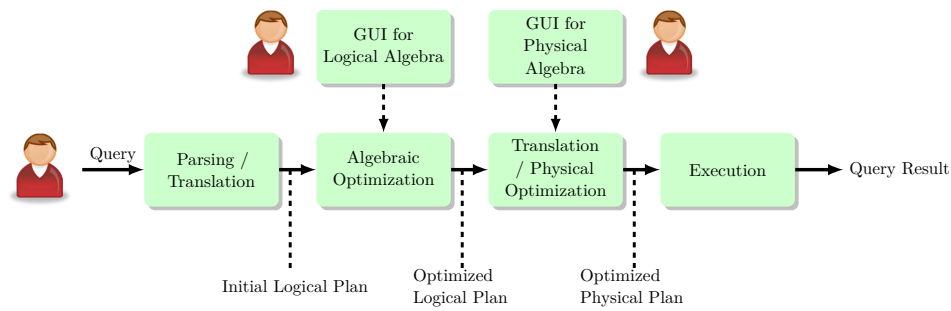 GUI for
Logical Algebra
GUI for
Physical
Algebra
Query
Parsing /
Translation
Algebraic
Optimization
Translation
/ Physical
Optimization
Execution
Query Result
Initial Logical Plan
Optimized
Logical Plan
Optimized
Physical Plan